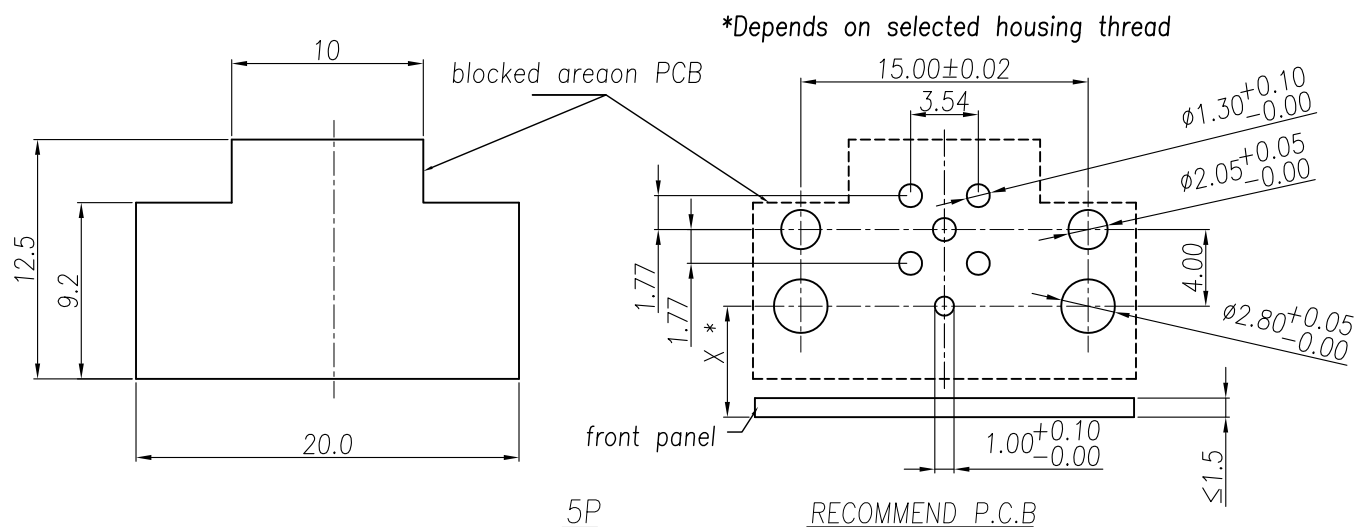 *Depends on selected housing thread
10
blocked areaon PCB
15.00±0.02
3.54
ø1.30+0.10
-0.00
ø2.05+0.05
-0.00
12.5
9.2
1.77
1.77
4.00
X *
ø2.80+0.05
-0.00
20.0
front panel
1.00+0.10
-0.00
≤1.5
5P
RECOMMEND P.C.B